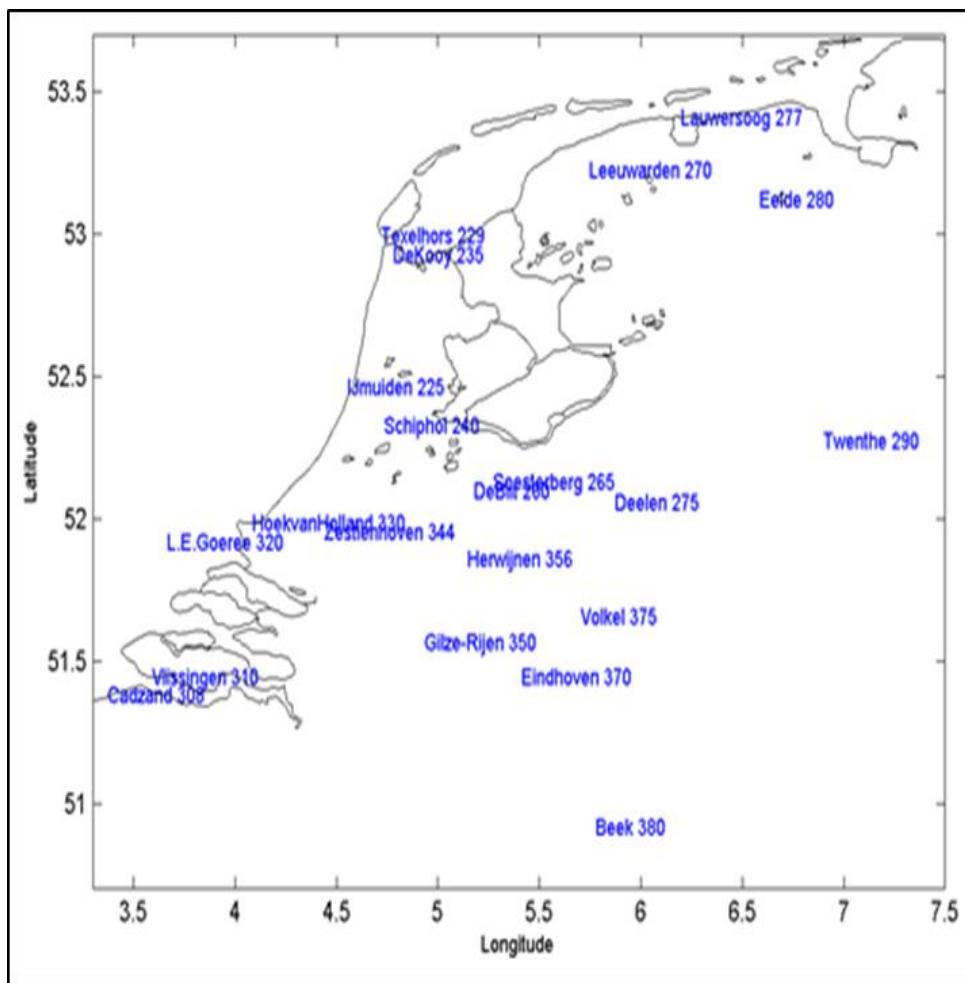 53.5
Lauwersoog 277
Leeuwarden 270
Eelde 280
53
Texelhors 229
DeKooy 235
52.5
IJmuiden 225
Schiphol 240
Twenthe 290
Latitude
Soesterberg 265
DeBilt 260
Deelen 275
52
HoekvanHolland 330
Zestienhoven 344
L.E.Goeree 320
Herwijnen 356
Volkel 375
Gilze-Rijen 350
51.5
Vlissingen 310
Eindhoven 370
Cadzand 308
51
Beek 380
3.5 4 4.5 5 5.5 6 6.5 7 7.5
Longitude